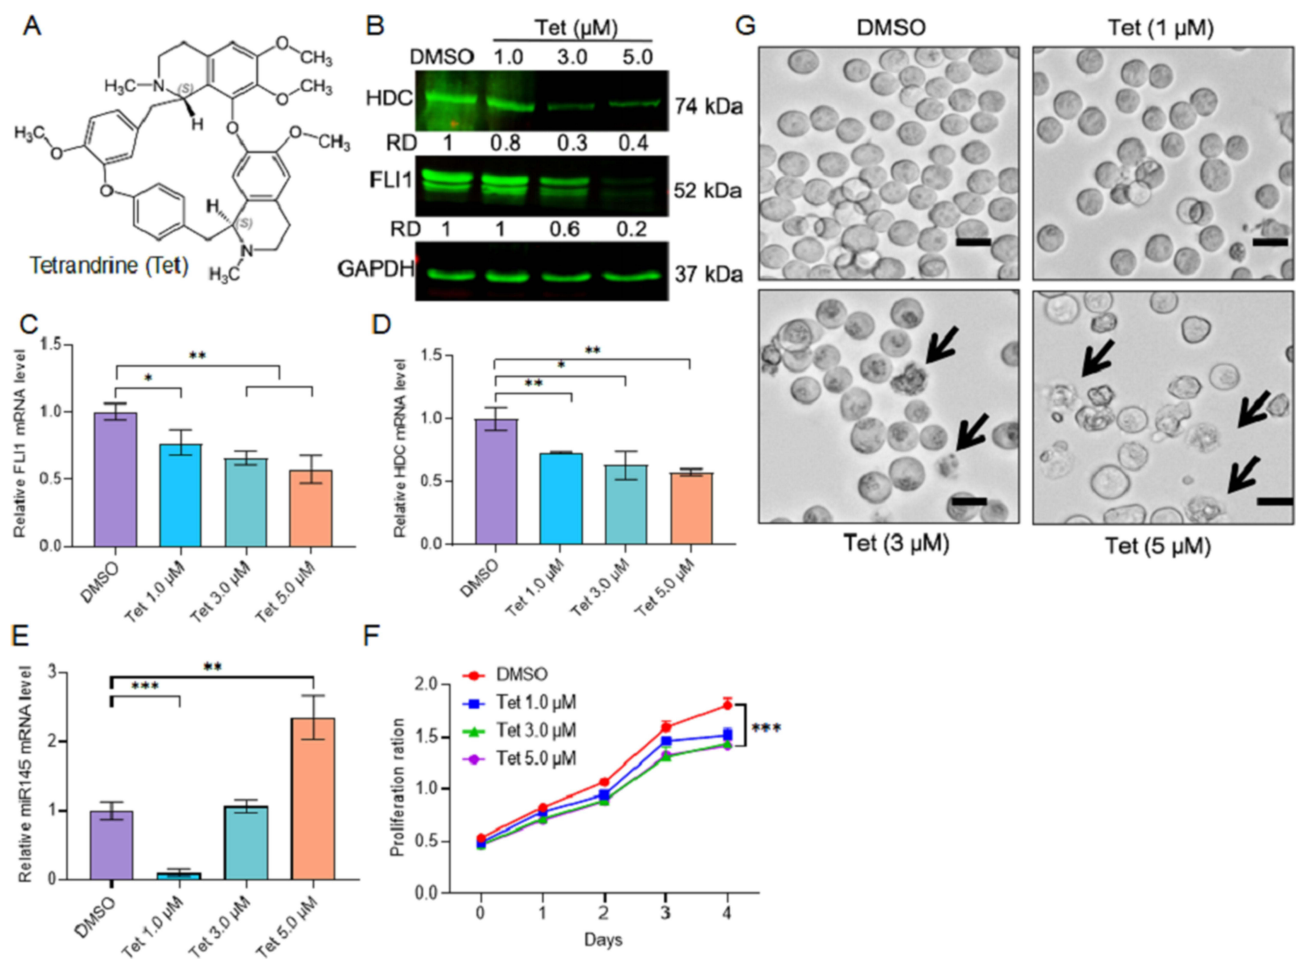 A
CH₃
O
O
CH₃
H₃C
N
(S)
H
H₃C
O
O
O
CH₃
O
H
(S)
N
H₃C
Tetrandrine (Tet)
B
Tet (µM)
DMSO 1.0 3.0 5.0
HDC 74 kDa
RD 1 0.8 0.3 0.4
FLI1 52 kDa
RD 1 1 0.6 0.2
GAPDH 37 kDa
C
Relative FLI1 mRNA level
1.5
1.0
0.5
0.0
**
*
DMSO
Tet 1.0 µM
Tet 3.0 µM
Tet 5.0 µM
D
Relative HDC mRNA level
1.5
1.0
0.5
0.0
**
*
**
DMSO
Tet 1.0 µM
Tet 3.0 µM
Tet 5.0 µM
E
Relative miR145 mRNA level
3
2
1
0
**
***
DMSO
Tet 1.0 µM
Tet 3.0 µM
Tet 5.0 µM
F
DMSO
Tet 1.0 µM
Tet 3.0 µM
Tet 5.0 µM
Proliferation ration
2.0
1.5
1.0
0.5
0.0
***
0 1 2 3 4
Days
G
DMSO
Tet (1 µM)
Tet (3 µM)
Tet (5 µM)